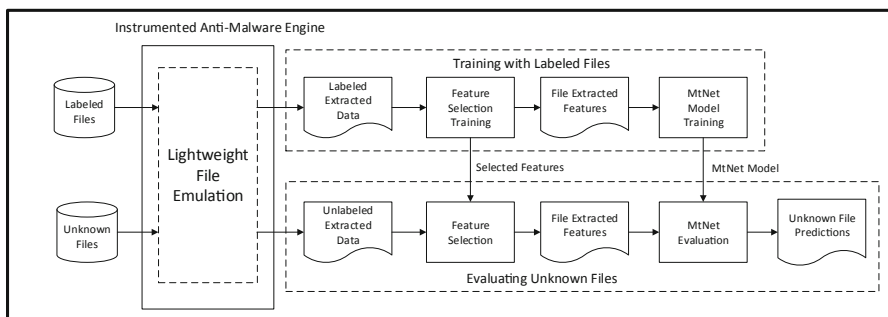 Instrumented Anti-Malware Engine
Training with Labeled Files
Labeled
Files
Labeled
Extracted
Data
Feature
Selection
Training
File Extracted
Features
MtNet
Model
Training
Lightweight
File
Emulation
Selected Features
MtNet Model
Unknown
Files
Unlabeled
Extracted
Data
Feature
Selection
File Extracted
Features
MtNet
Evaluation
Unknown File
Predictions
Evaluating Unknown Files